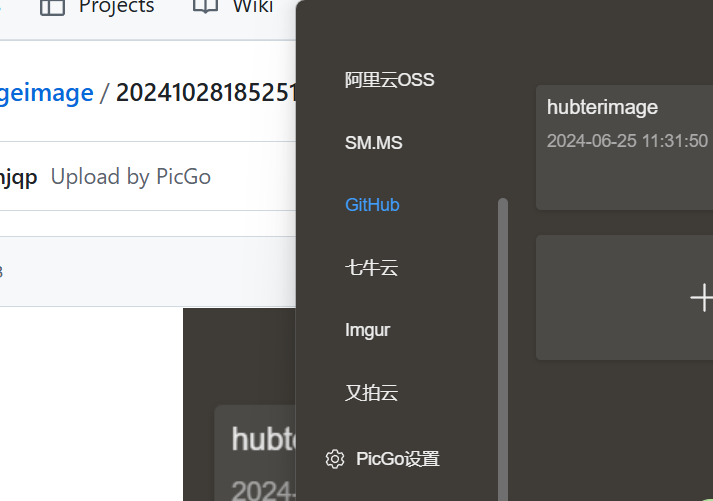 Projects
Wiki
geimage / 20241028185251
njqp Upload by PicGo
阿里云OSS
SM.MS
GitHub
七牛云
Imgur
又拍云
PicGo设置
hubterimage
2024-06-25 11:31:50
hubt
2024-